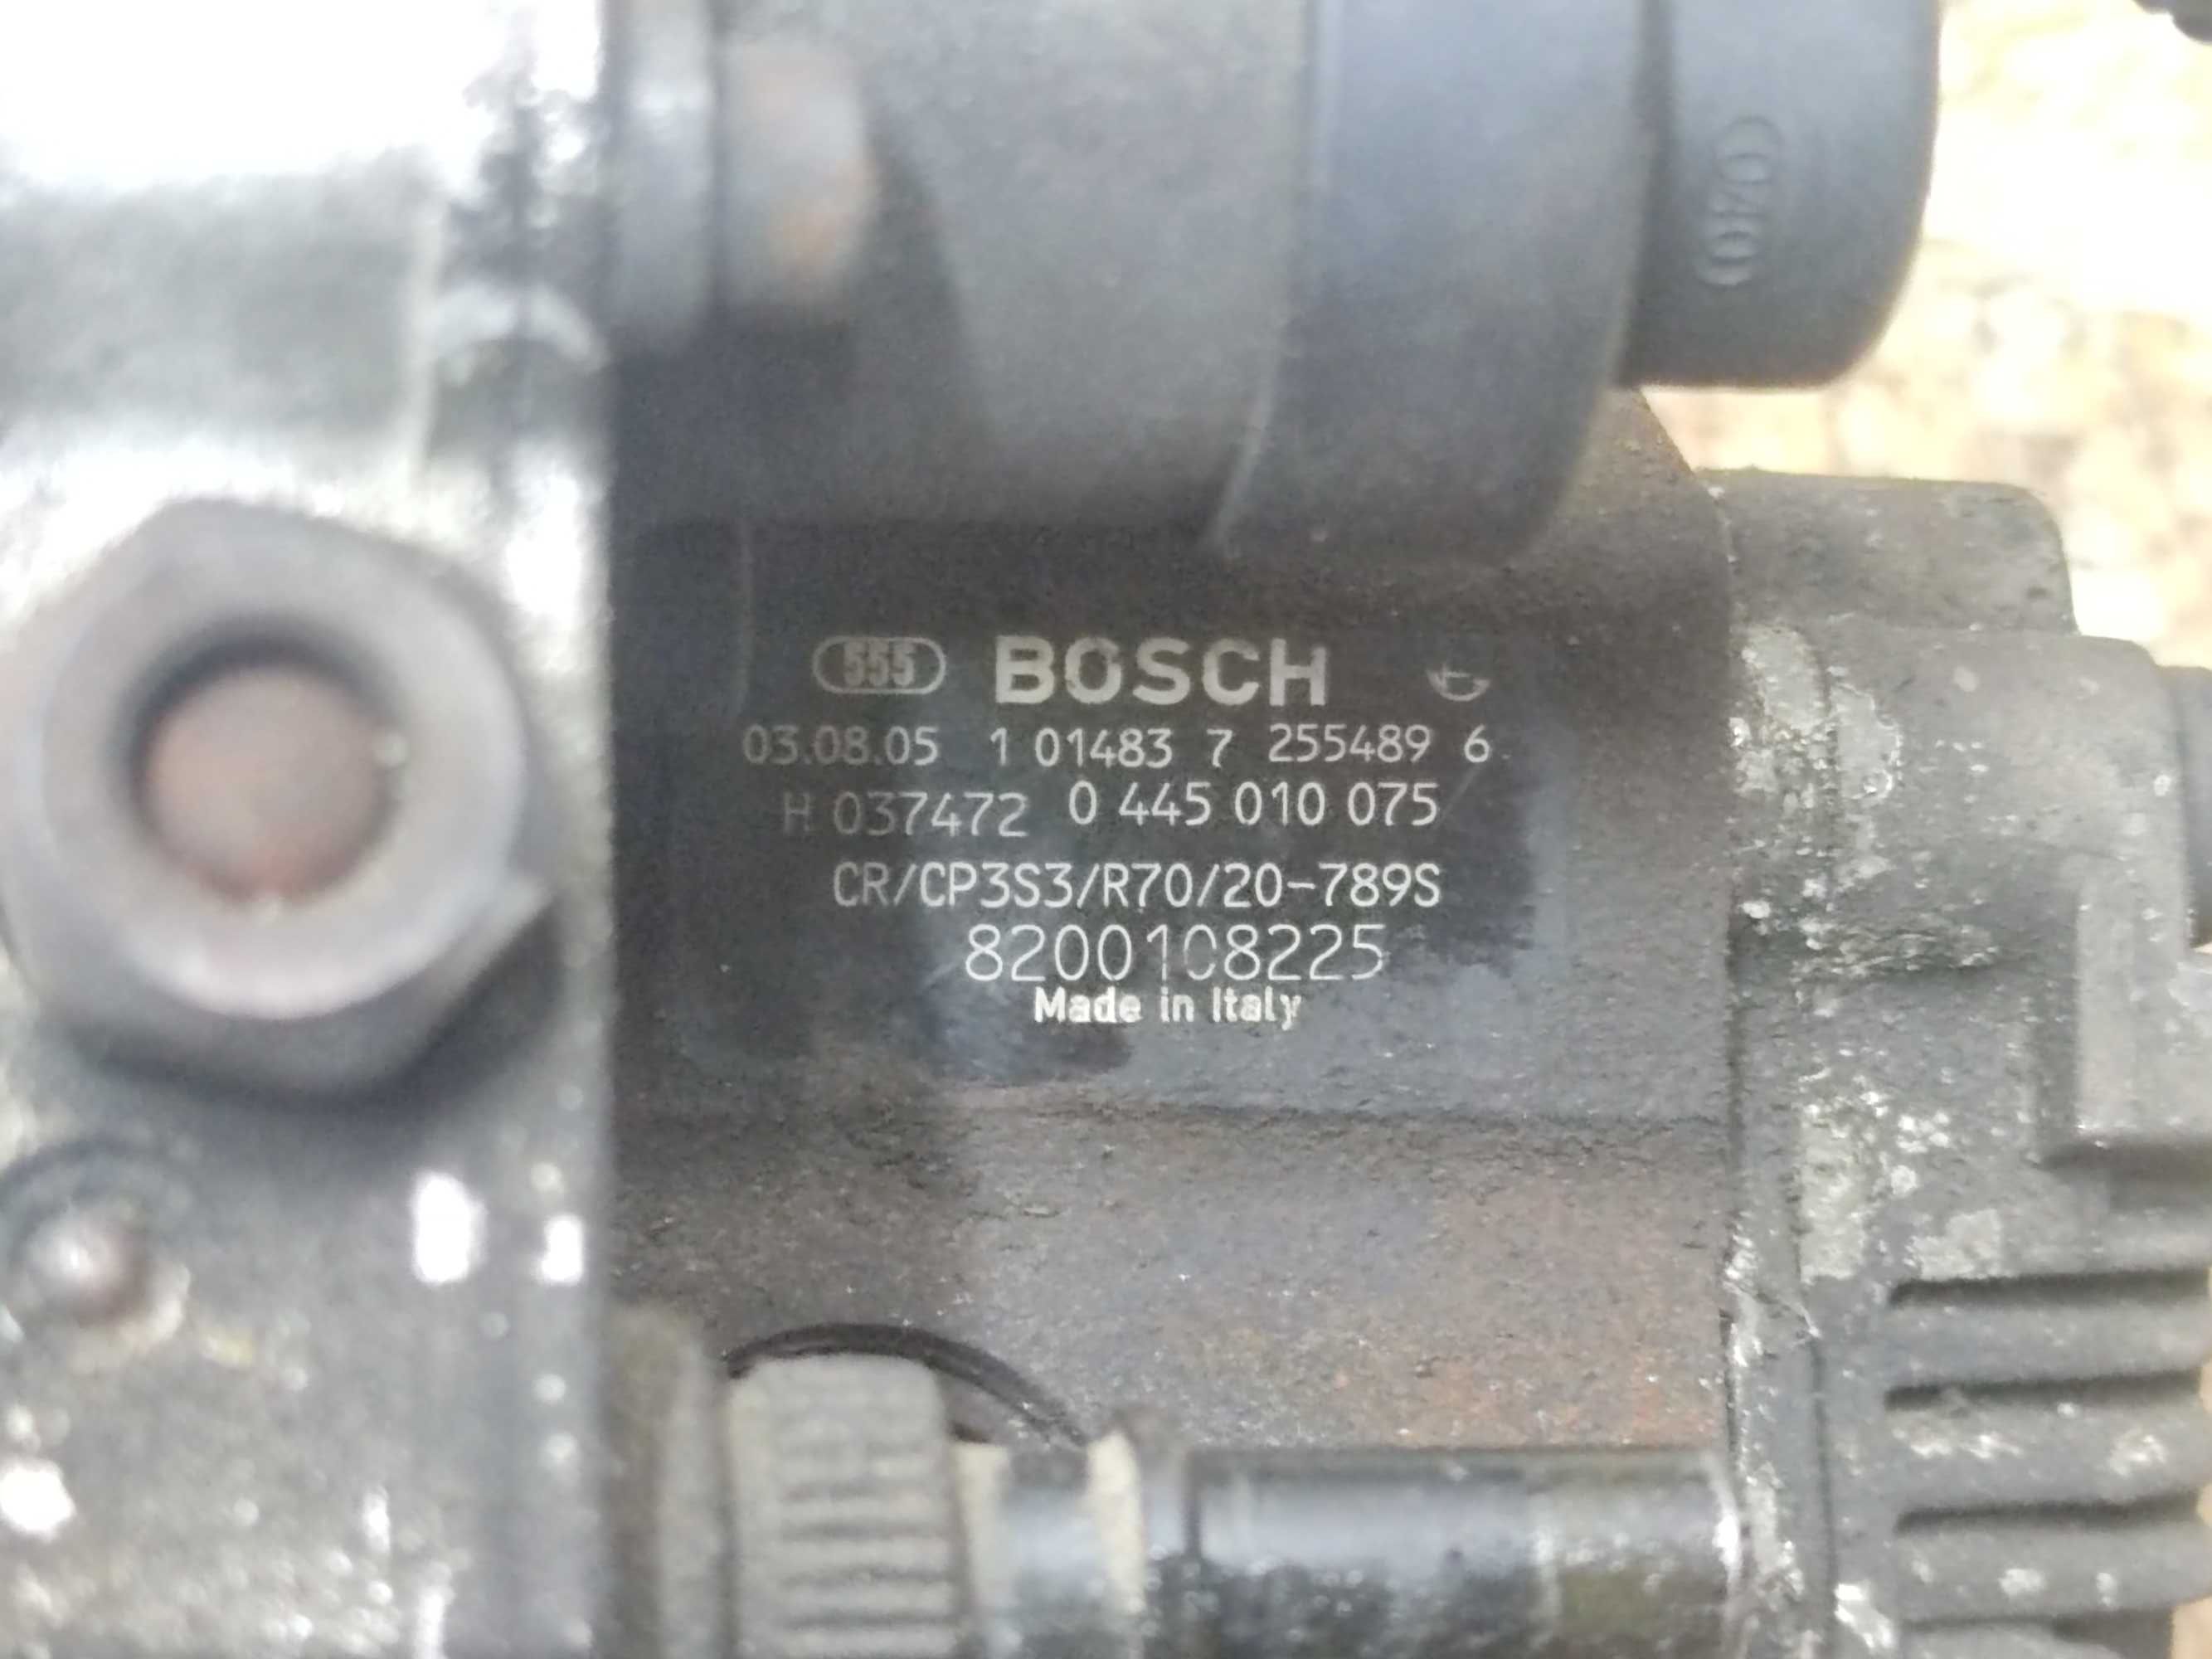 555 BOSCH
03.08.05 1 01483 7 255489 6
H 037472 0 445 010 075
CR/CP3S3/R70/20-789S
8200108225
Made in Italy